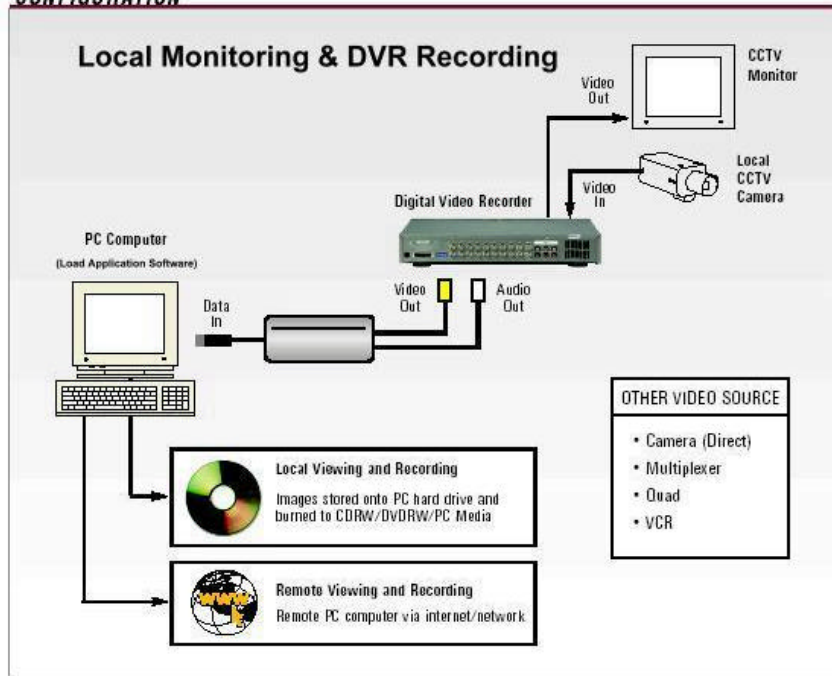 CONFIGURATION
Local Monitoring & DVR Recording
CCTV
Monitor
Video
Out
Local
CCTV
Camera
Video
In
Digital Video Recorder
PC Computer
(Load Application Software)
Data
In
Video
Out
Audio
Out
OTHER VIDEO SOURCE
• Camera (Direct)
• Multiplexer
• Quad
• VCR
Local Viewing and Recording
Images stored onto PC hard drive and
burned to CDRW/DVDRW/PC Media
www
Remote Viewing and Recording
Remote PC computer via internet/network